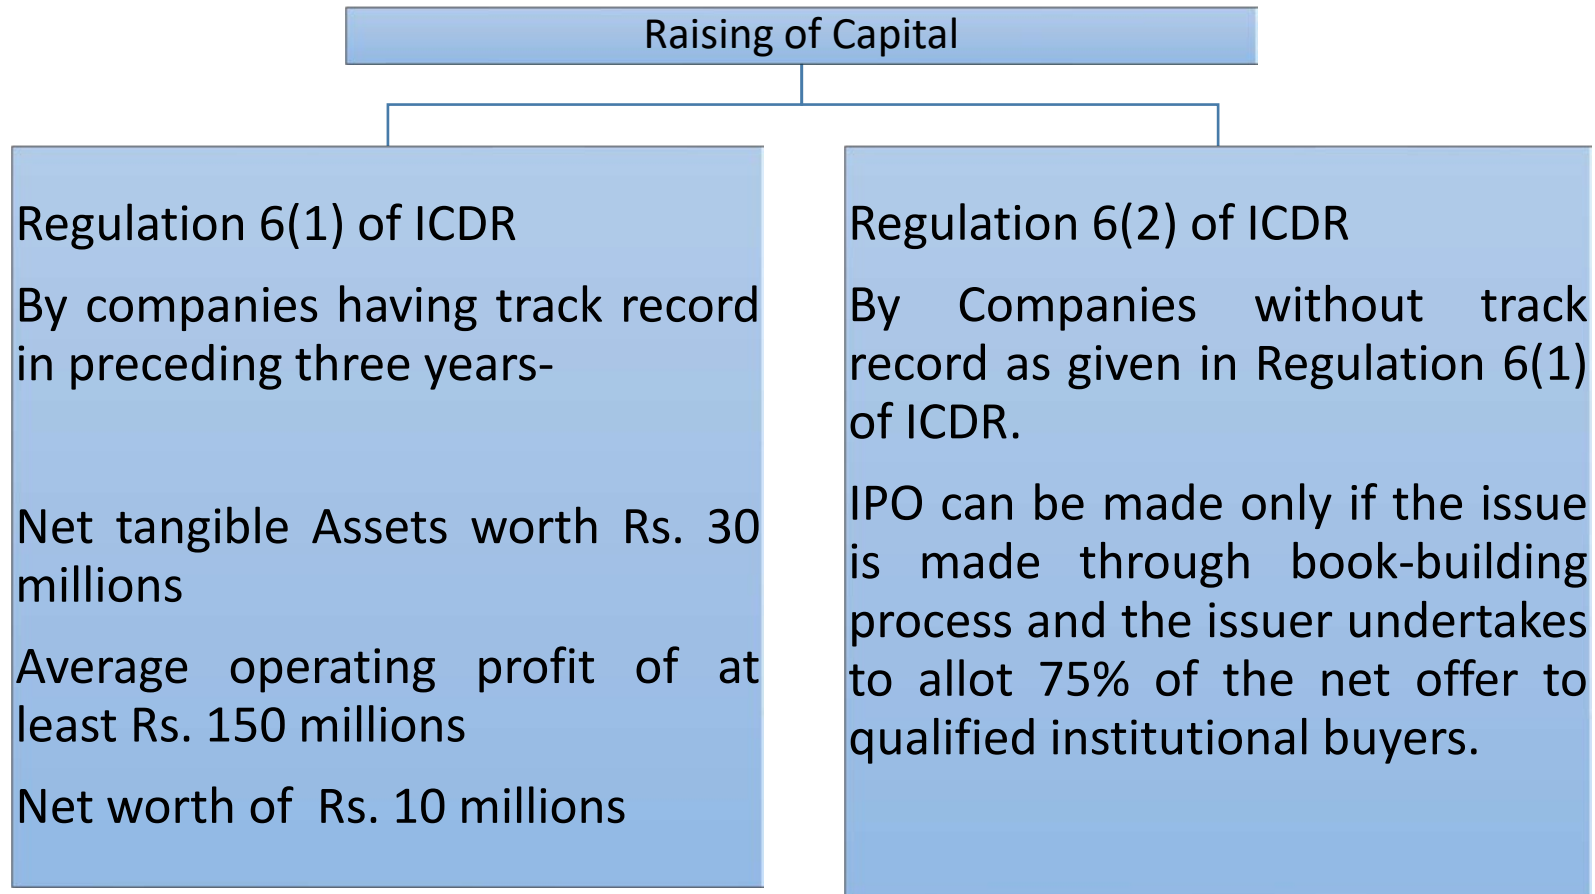 Raising of Capital
Regulation 6(1) of ICDR
By companies having track record
in preceding three years-
Net tangible Assets worth Rs. 30
millions
Average operating profit of at
least Rs. 150 millions
Net worth of Rs. 10 millions
Regulation 6(2) of ICDR
By Companies without track
record as given in Regulation 6(1)
of ICDR.
IPO can be made only if the issue
is made through book-building
process and the issuer undertakes
to allot 75% of the net offer to
qualified institutional buyers.